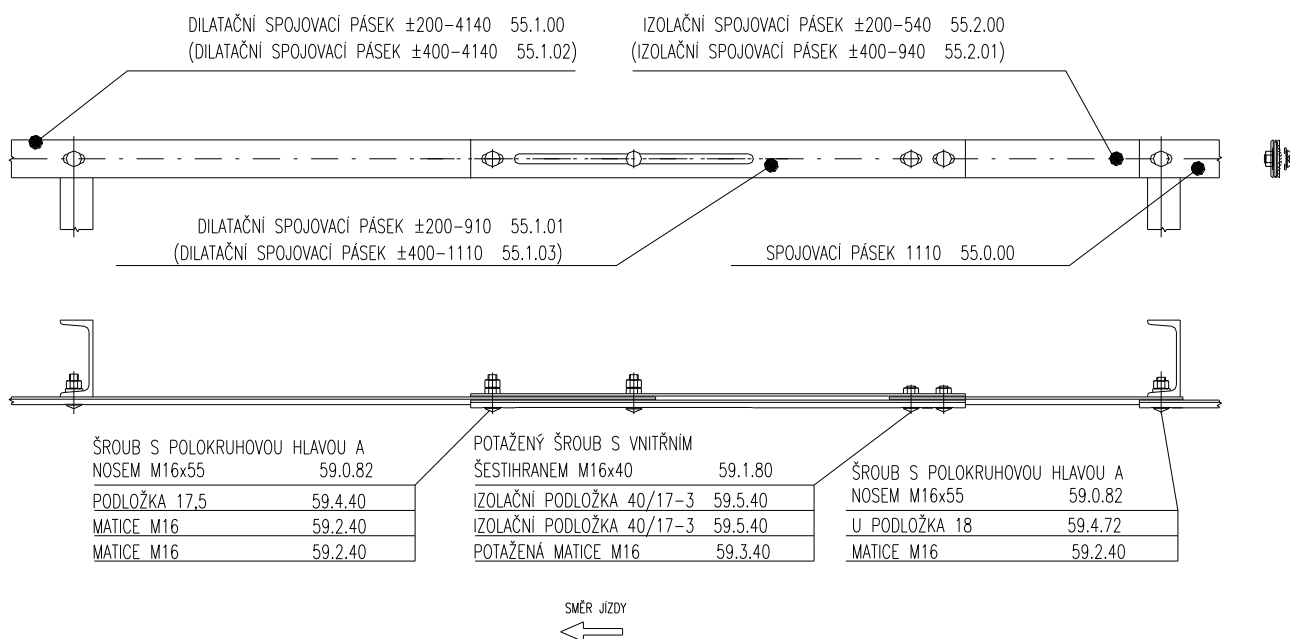 DILATAČNÍ SPOJOVACÍ PÁSEK ±200-4140 55.1.00
(DILATAČNÍ SPOJOVACÍ PÁSEK ±400-4140 55.1.02)
IZOLAČNÍ SPOJOVACÍ PÁSEK ±200-540 55.2.00
(IZOLAČNÍ SPOJOVACÍ PÁSEK ±400-940 55.2.01)
DILATAČNÍ SPOJOVACÍ PÁSEK ±200-910 55.1.01
(DILATAČNÍ SPOJOVACÍ PÁSEK ±400-1110 55.1.03)
SPOJOVACÍ PÁSEK 1110 55.0.00
ŠROUB S POLOKRUHOVOU HLAVOU A
NOSEM M16x55 59.0.82
PODLOŽKA 17,5 59.4.40
MATICE M16 59.2.40
MATICE M16 59.2.40
POTAŽENÝ ŠROUB S VNITŘNÍM
ŠESTIHRANEM M16x40 59.1.80
IZOLAČNÍ PODLOŽKA 40/17-3 59.5.40
IZOLAČNÍ PODLOŽKA 40/17-3 59.5.40
POTAŽENÁ MATICE M16 59.3.40
ŠROUB S POLOKRUHOVOU HLAVOU A
NOSEM M16x55 59.0.82
U PODLOŽKA 18 59.4.72
MATICE M16 59.2.40
SMĚR JÍZDY